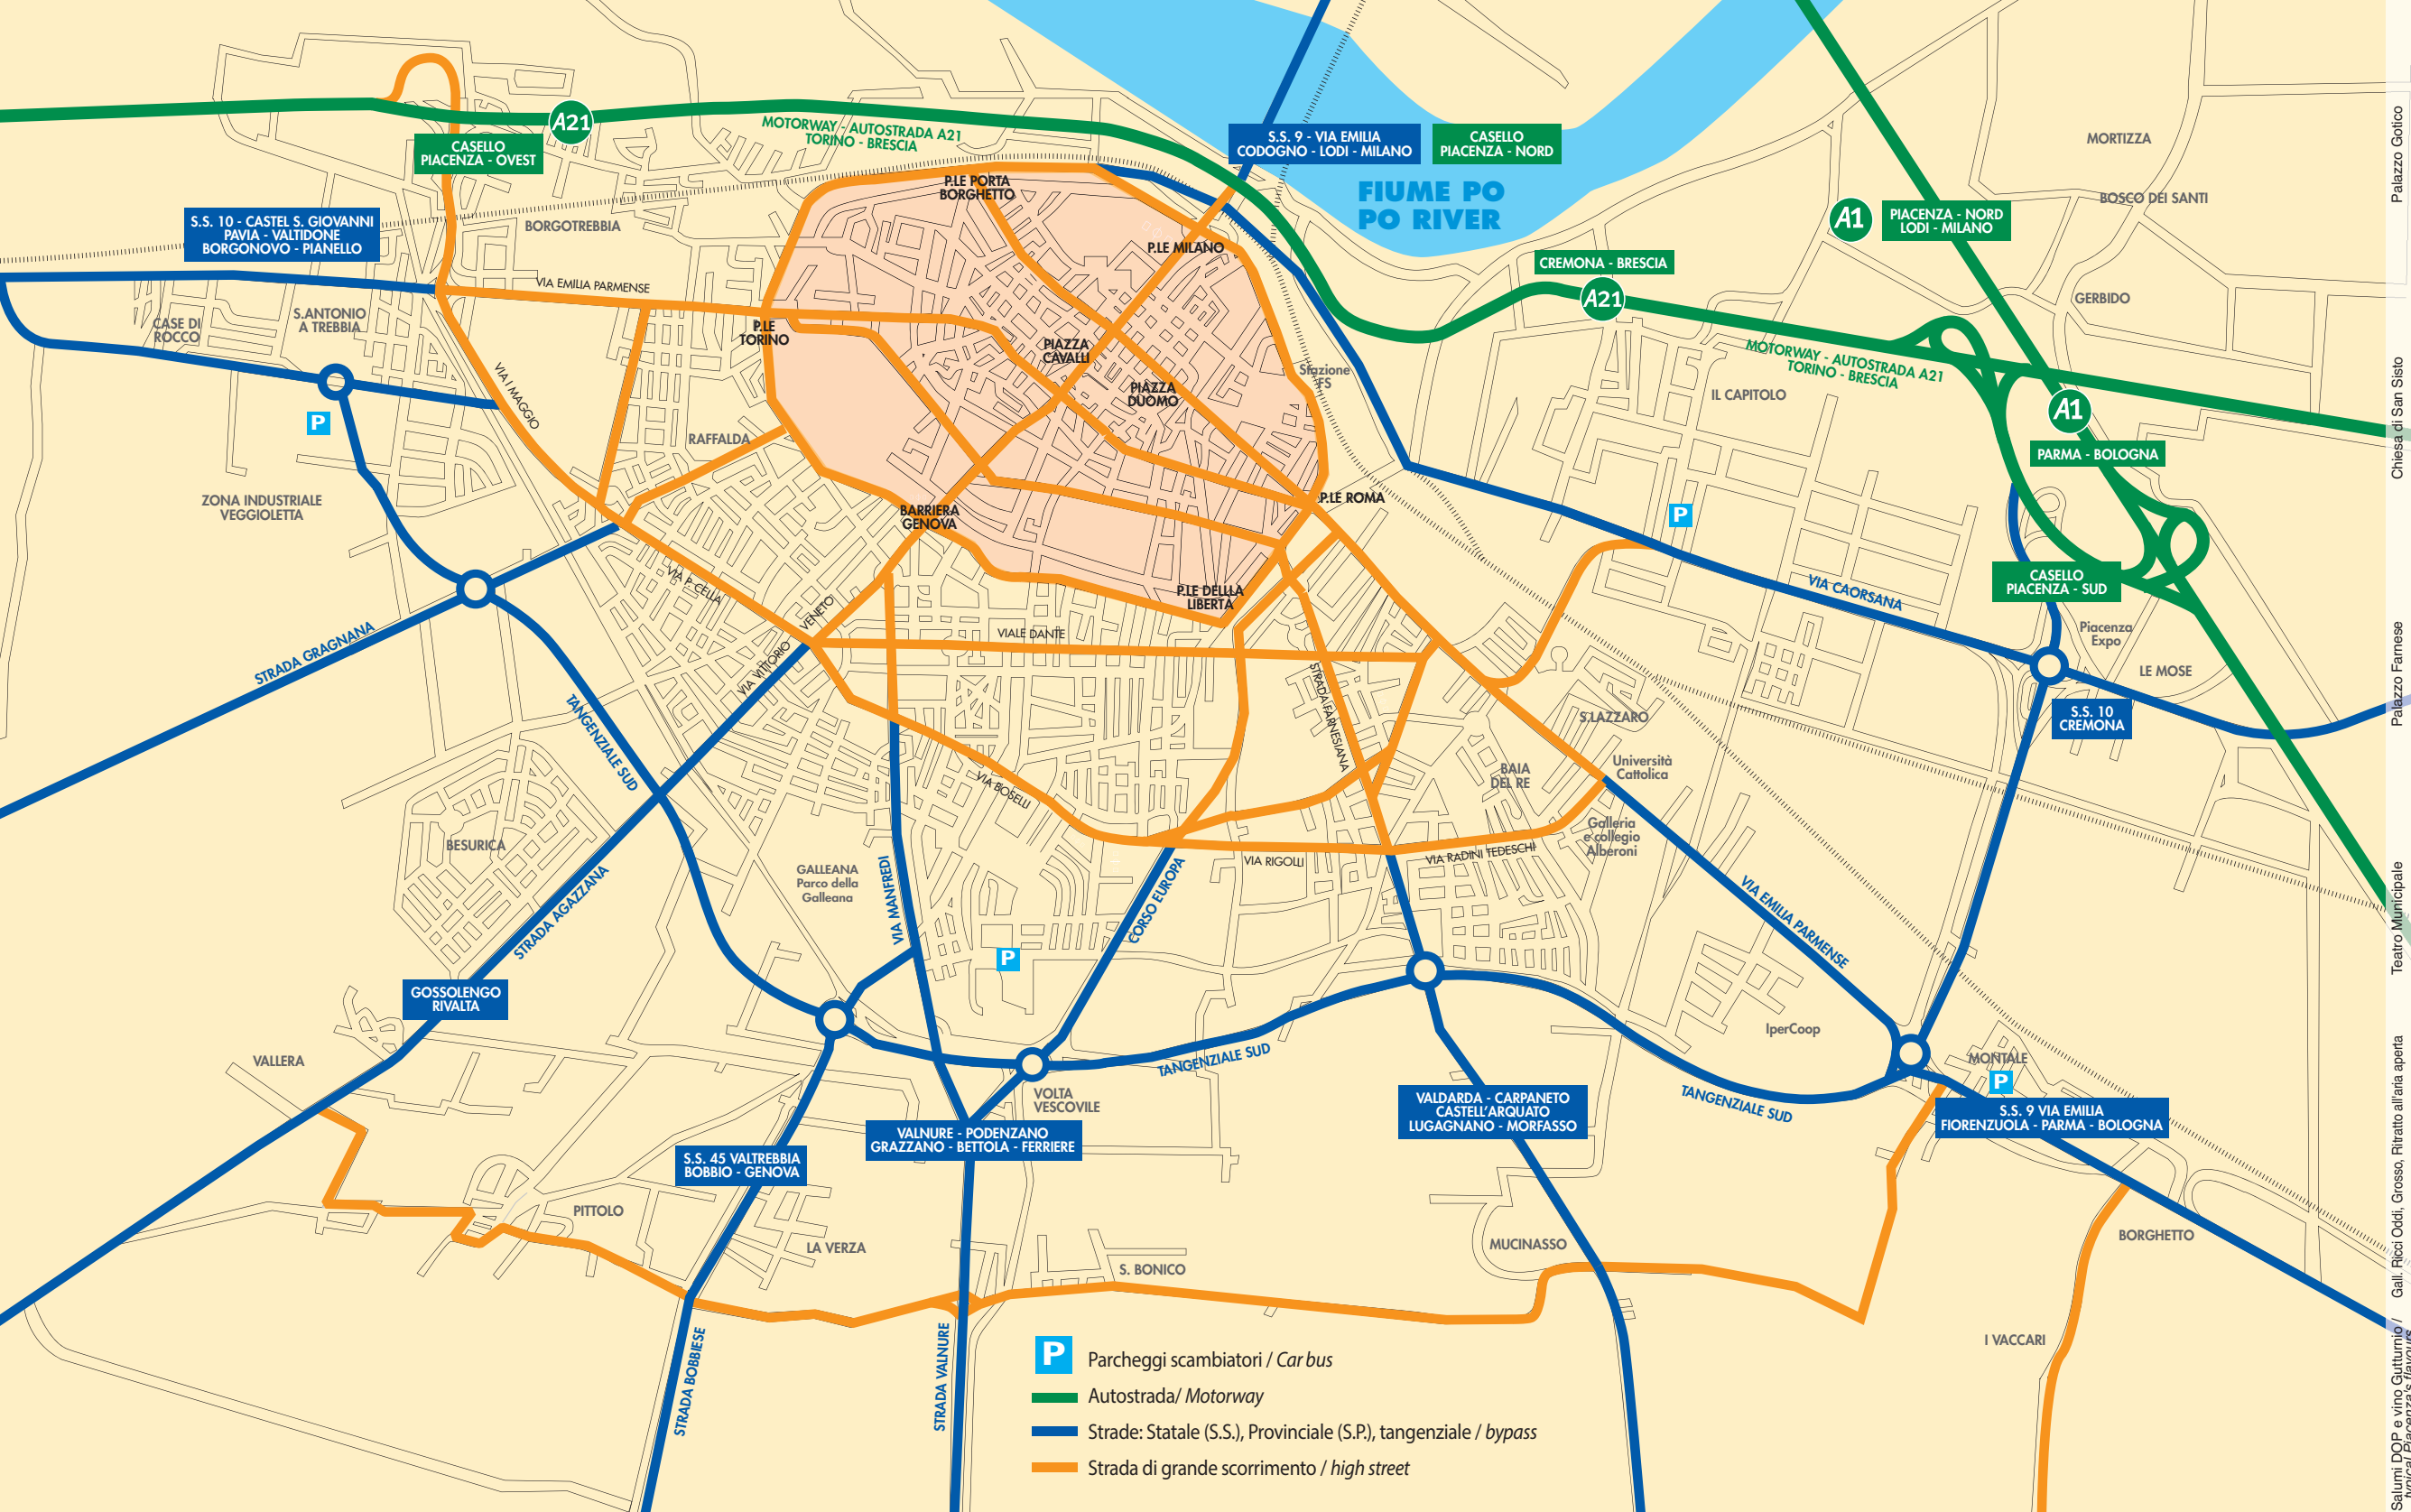 A21
MOTORWAY - AUTOSTRADA A21
TORINO - BRESCIA
CASELLO
PIACENZA - OVEST
S.S. 9 - VIA EMILIA
CODOGNO - LODI - MILANO
CASELLO
PIACENZA - NORD
MORTIZZA
BOSCO DEI SANTI
Palazzo Gotico
FIUME PO
PO RIVER
P.LE PORTA
BORGHETTO
S.S. 10 - CASTEL S. GIOVANNI
PAVIA - VALTIDONE
BORGONOVO - PIANELLO
BORGOTREBBIA
P.LE MILANO
A1
PIACENZA - NORD
LODI - MILANO
CREMONA - BRESCIA
A21
GERBIDO
VIA EMILIA PARMENSE
S.ANTONIO
A TREBBIA
CASE DI
ROCCO
P.LE
TORINO
PIAZZA
CAVALLI
PIAZZA
DUOMO
Stazione
FS
MOTORWAY - AUTOSTRADA A21
TORINO - BRESCIA
IL CAPITOLO
A1
PARMA - BOLOGNA
Chiesa di San Sisto
VIA I MAGGIO
P
RAFFALDA
ZONA INDUSTRIALE
VEGGIOLETTA
BARRIERA
GENOVA
P.LE ROMA
P
VIA P. CELLA
P.LE DELLA
LIBERTÀ
VIA CAORSANA
CASELLO
PIACENZA - SUD
Piacenza
Expo
LE MOSE
STRADA GRAGNANA
VIA VITTORIO VENETO
VIALE DANTE
STRADA FARNESIANA
S.LAZZARO
S.S. 10
CREMONA
Palazzo Farnese
TANGENZIALE SUD
VIA BOSELLI
BAIA
DEL RE
Università
Cattolica
BESURICA
Galleria
e collegio
Alberoni
GALLEANA
Parco della
Galleana
VIA MANFREDI
CORSO EUROPA
VIA RIGOLLI
VIA RADINI TEDESCHI
VIA EMILIA PARMENSE
Teatro Municipale
STRADA AGAZZANA
P
GOSSOLENGO
RIVALTA
VALLERA
IperCoop
MONTALE
P
TANGENZIALE SUD
TANGENZIALE SUD
VOLTA
VESCOVILE
VALDARDA - CARPANETO
CASTELL'ARQUATO
LUGAGNANO - MORFASSO
S.S. 9 VIA EMILIA
FIORENZUOLA - PARMA - BOLOGNA
VALNURE - PODENZANO
GRAZZANO - BETTOLA - FERRIERE
S.S. 45 VALTREBBIA
BOBBIO - GENOVA
Gall. Ricci Oddi, Grosso, Ritratto all'aria aperta
PITTOLO
LA VERZA
S. BONICO
MUCINASSO
BORGHETTO
I VACCARI
STRADA BOBBIESE
STRADA VALNURE
P
Parcheggi scambiatori / Car bus
Autostrada/ Motorway
Strade: Statale (S.S.), Provinciale (S.P.), tangenziale / bypass
Strada di grande scorrimento / high street
Salumi DOP e vino Gutturnio /
typical Piacenza's flavours